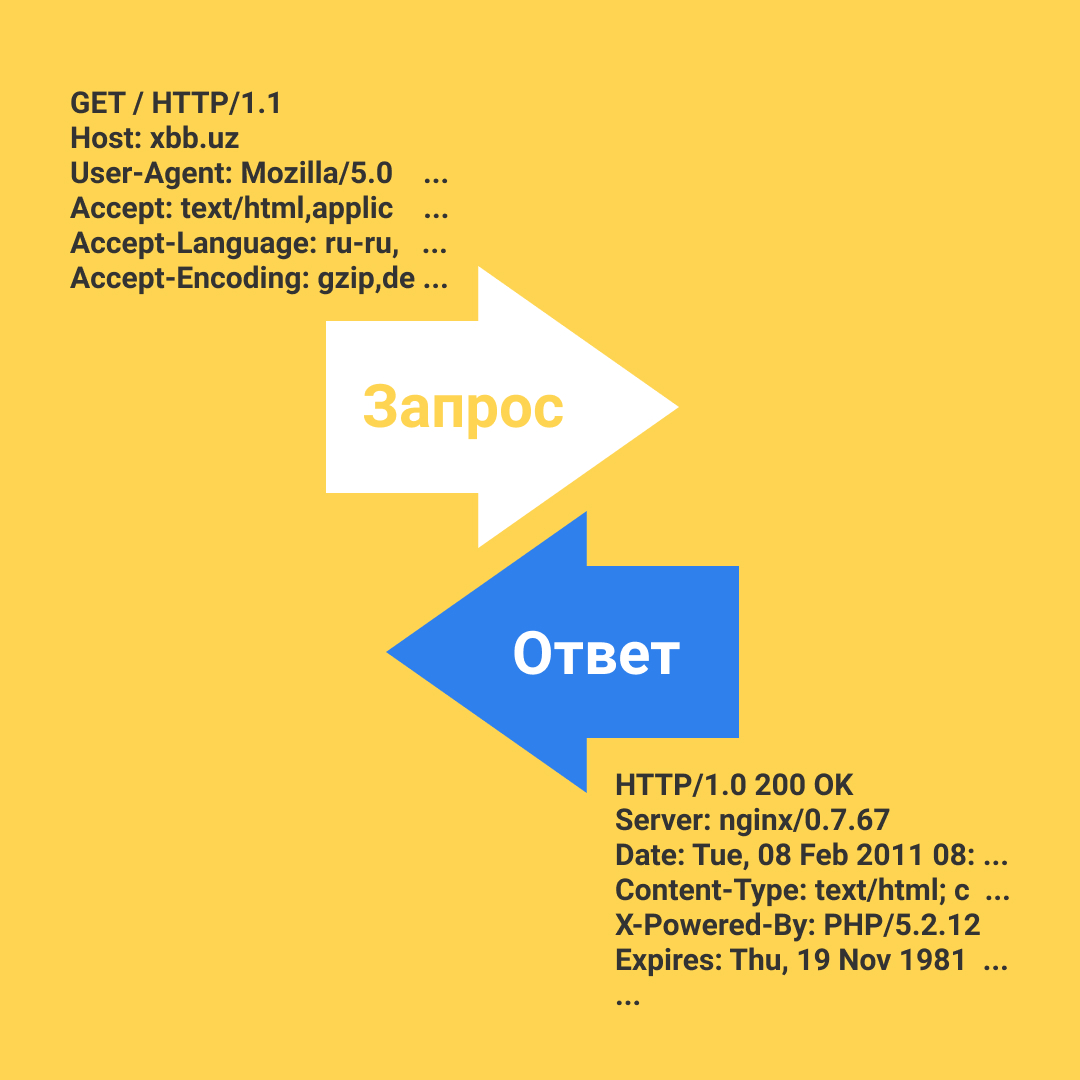 GET / HTTP/1.1
Host: xbb.uz
User-Agent: Mozilla/5.0 ...
Accept: text/html,applic ...
Accept-Language: ru-ru, ...
Accept-Encoding: gzip,de ...
Запрос
Ответ
HTTP/1.0 200 OK
Server: nginx/0.7.67
Date: Tue, 08 Feb 2011 08: ...
Content-Type: text/html; c ...
X-Powered-By: PHP/5.2.12
Expires: Thu, 19 Nov 1981 ...
...